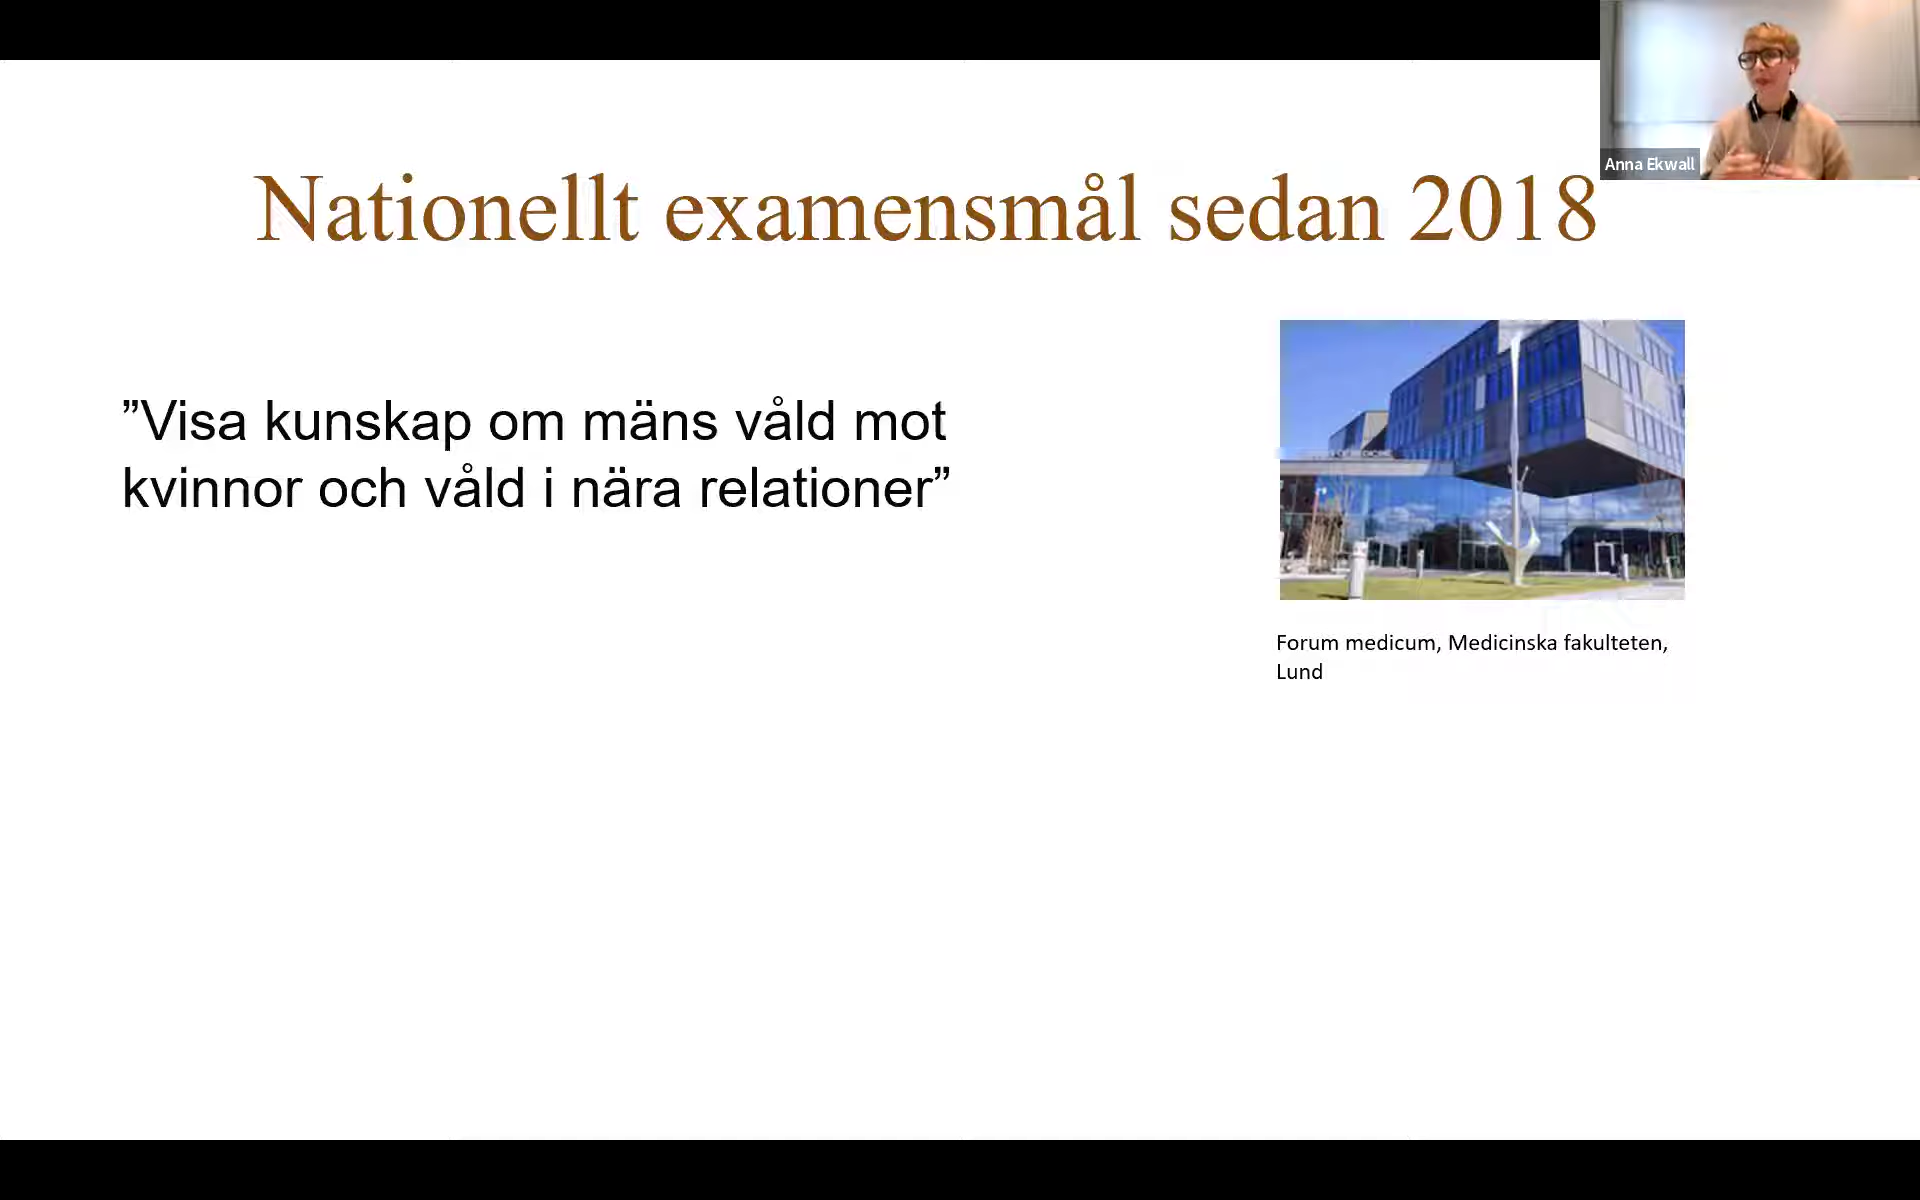 Anna Ekwall
Nationellt examensmål sedan 2018
”Visa kunskap om mäns våld mot
kvinnor och våld i nära relationer”
Forum medicum, Medicinska fakulteten,
Lund